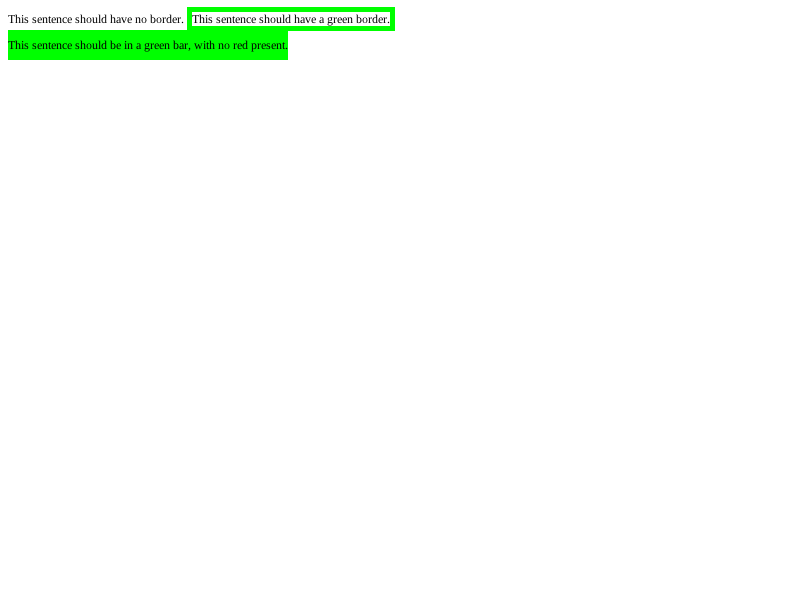 This sentence should have no border. This sentence should have a green border.
This sentence should be in a green bar, with no red present.